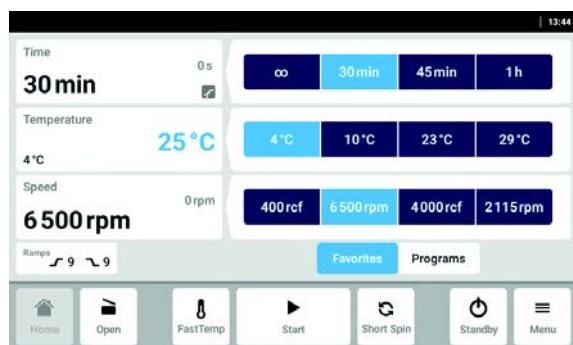 13:44
Time
0 s
30 min
∞ 30 min 45 min 1 h
Temperature
25 °C
4 °C
4 °C 10 °C 23 °C 29 °C
Speed
0 rpm
6 500 rpm
400 rcf 6 500 rpm 4 000 rcf 2 115 rpm
Ramps 9 9
Favorites Programs
Home Open FastTemp Start Short Spin Standby Menu